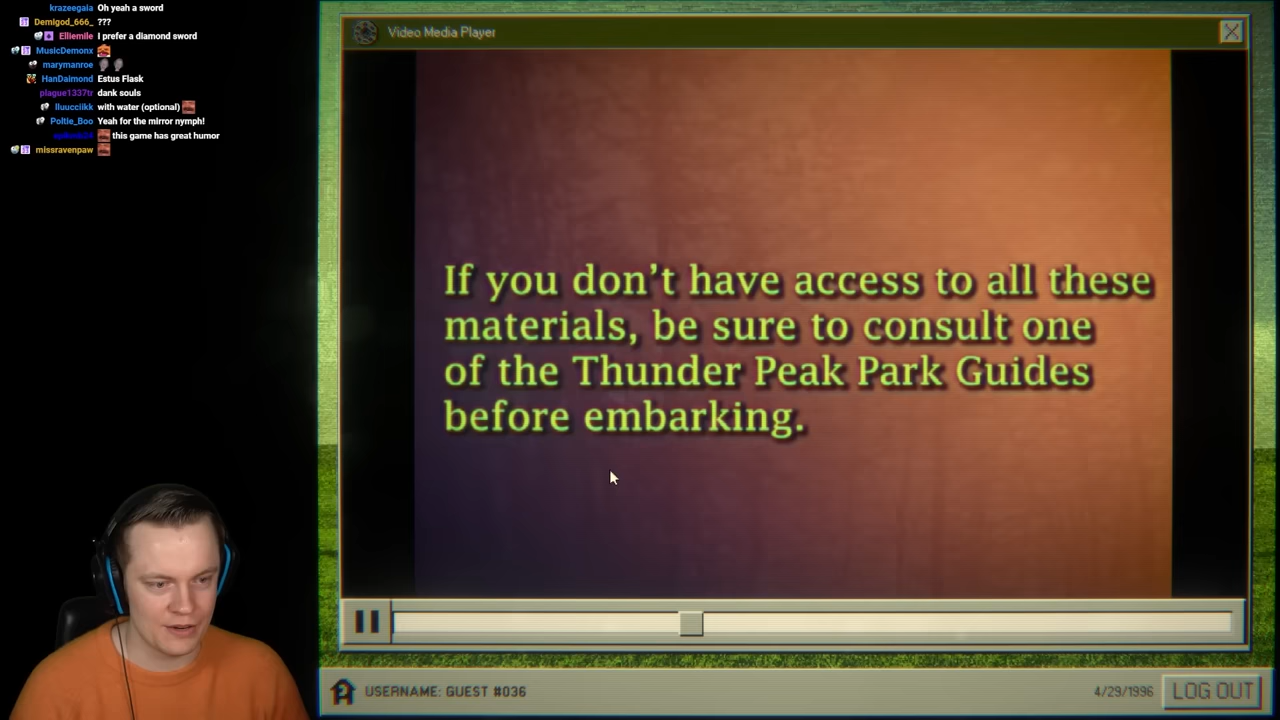 krazeegaia Oh yeah a sword
Demigod_666_ ???
Elliemile I prefer a diamond sword
MusicDemonx
marymanroe
HanDaimond Estus Flask
plague1337tr dank souls
lluucciikk with water (optional)
Poltie_Boo Yeah for the mirror nymph!
this game has great humor
missravenpaw
Video Media Player
If you don't have access to all these
materials, be sure to consult one
of the Thunder Peak Park Guides
before embarking.
USERNAME: GUEST #036
4/29/1996
LOG OUT